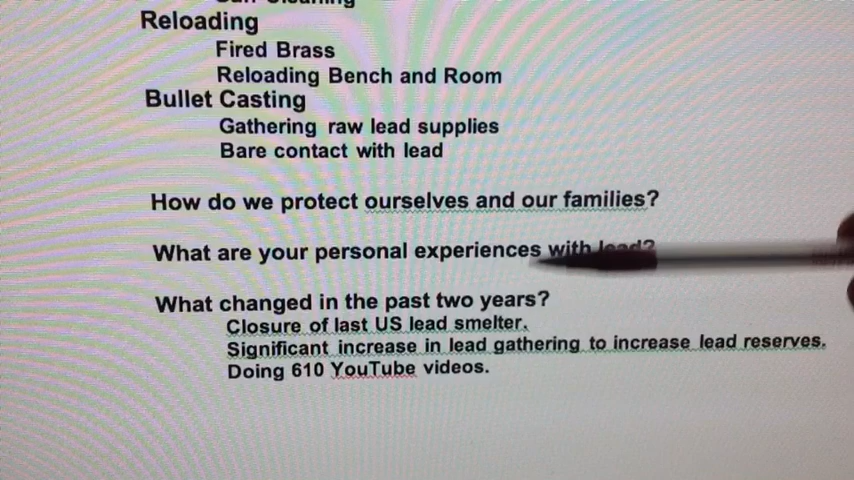 Reloading
Fired Brass
Reloading Bench and Room
Bullet Casting
Gathering raw lead supplies
Bare contact with lead
How do we protect ourselves and our families?
What are your personal experiences with lead?
What changed in the past two years?
Closure of last US lead smelter.
Significant increase in lead gathering to increase lead reserves.
Doing 610 YouTube videos.